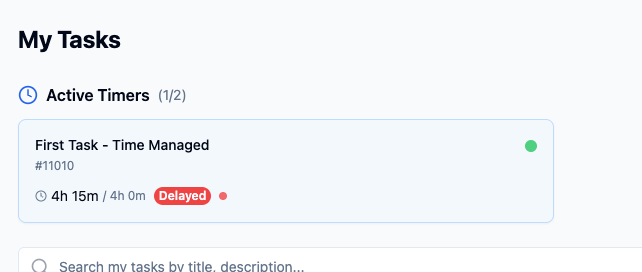 My Tasks
Active Timers (1/2)
First Task - Time Managed
#11010
4h 15m / 4h 0m Delayed
Search my tasks by title, description...